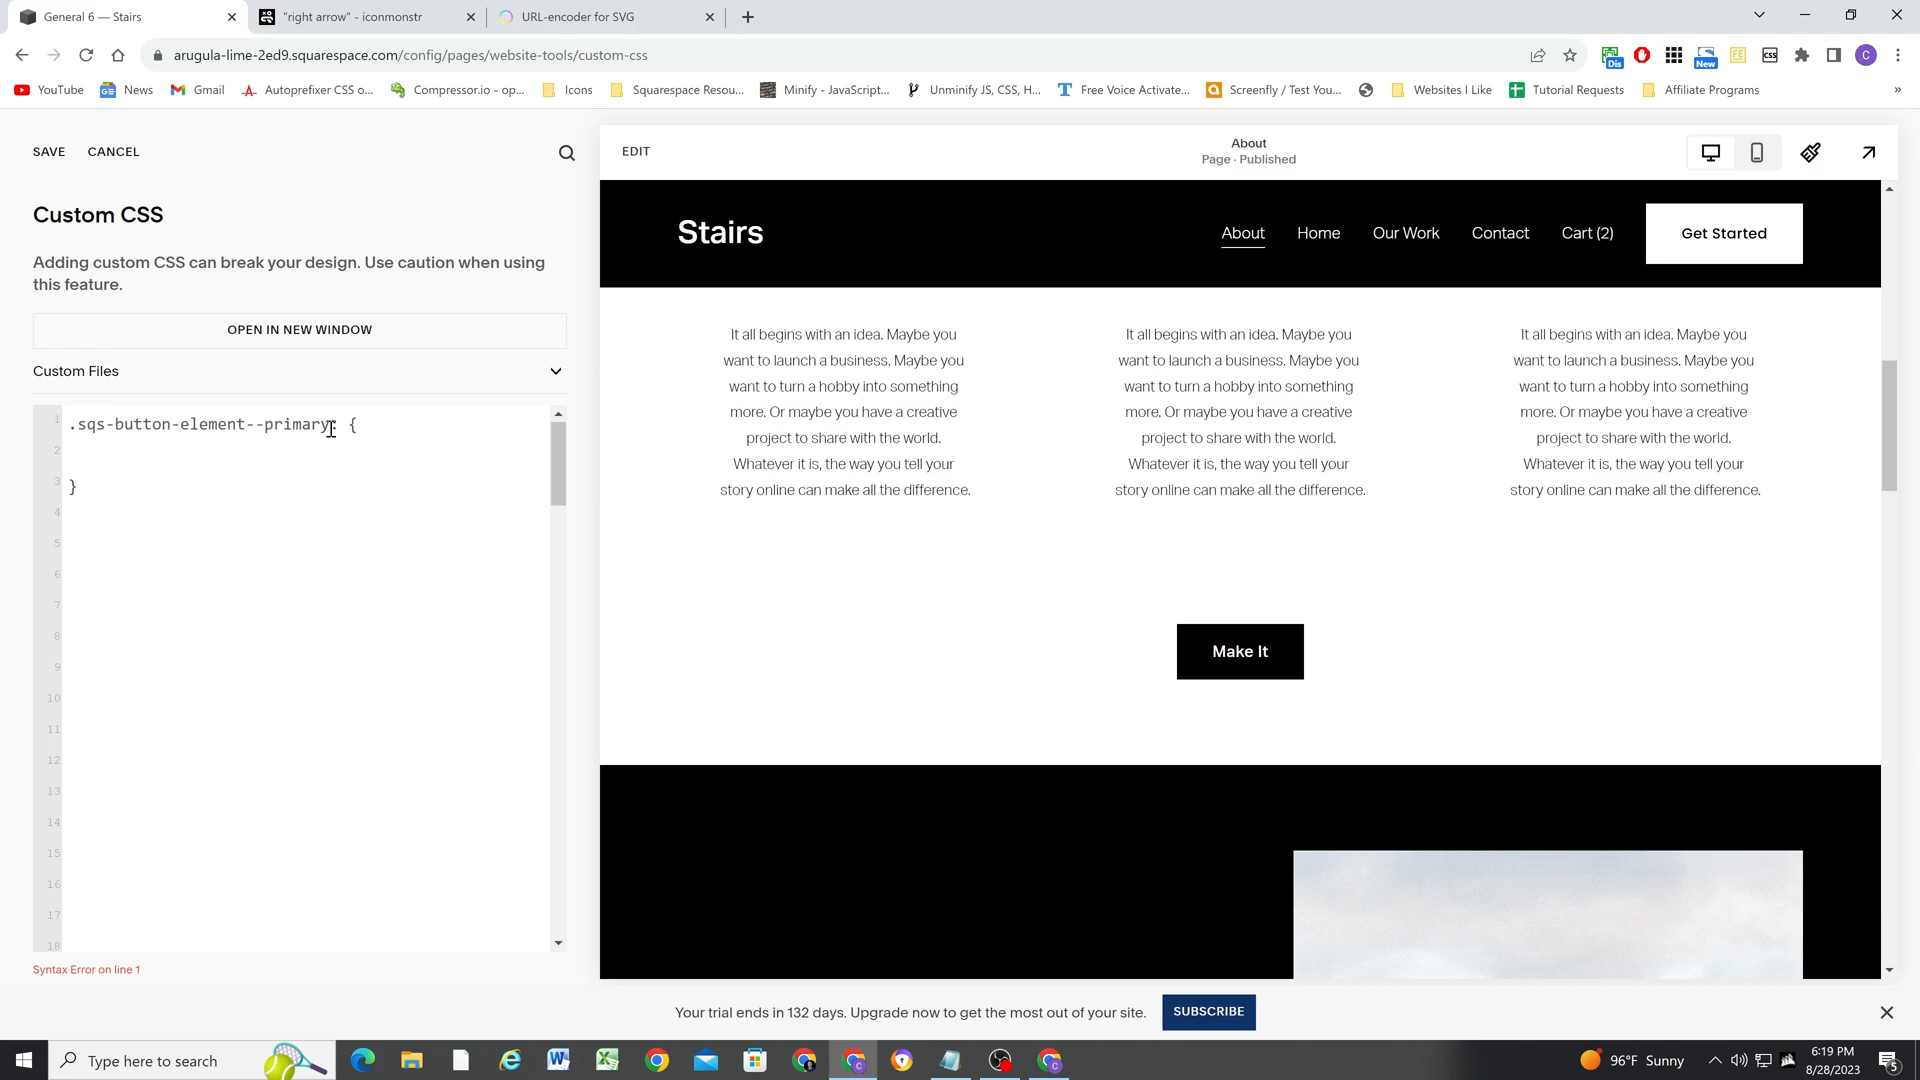 General 6 — Stairs
"right arrow" - iconmonstr
URL-encoder for SVG
arugula-lime-2ed9.squarespace.com/config/pages/website-tools/custom-css
Dis
New
FE
CSS
C
YouTube
News
Gmail
Autoprefixer CSS o...
Compressor.io - op...
Icons
Squarespace Resou...
Minify - JavaScript...
Unminify JS, CSS, H...
Free Voice Activate...
Screenfly / Test You...
Websites I Like
Tutorial Requests
Affiliate Programs
»
SAVE CANCEL
EDIT
About
Page · Published
Custom CSS
Adding custom CSS can break your design. Use caution when using
this feature.
OPEN IN NEW WINDOW
Custom Files
1 .sqs-button-element--primary: {
2
3 }
4
5
6
7
8
9
10
11
12
13
14
15
16
17
18
Syntax Error on line 1
Stairs
About Home Our Work Contact Cart (2) Get Started
It all begins with an idea. Maybe you
want to launch a business. Maybe you
want to turn a hobby into something
more. Or maybe you have a creative
project to share with the world.
Whatever it is, the way you tell your
story online can make all the difference.
It all begins with an idea. Maybe you
want to launch a business. Maybe you
want to turn a hobby into something
more. Or maybe you have a creative
project to share with the world.
Whatever it is, the way you tell your
story online can make all the difference.
It all begins with an idea. Maybe you
want to launch a business. Maybe you
want to turn a hobby into something
more. Or maybe you have a creative
project to share with the world.
Whatever it is, the way you tell your
story online can make all the difference.
Make It
Your trial ends in 132 days. Upgrade now to get the most out of your site.
SUBSCRIBE
Type here to search
96°F Sunny
6:19 PM
8/28/2023
5